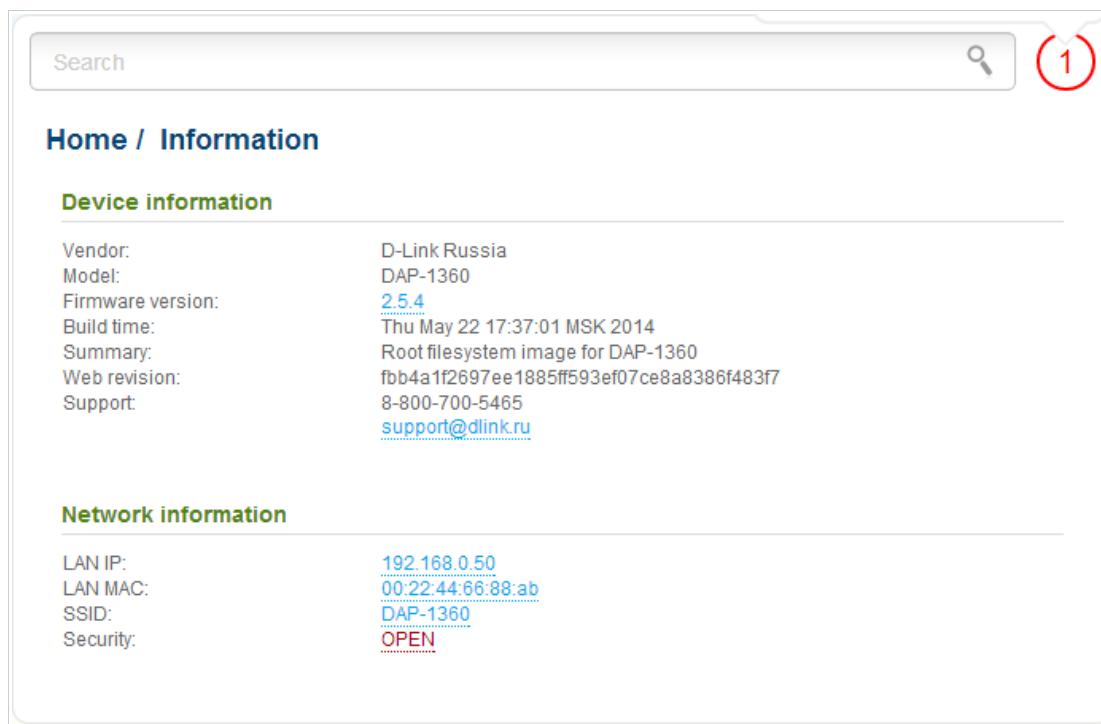 Search
1
Home / Information
Device information
Vendor: D-Link Russia
Model: DAP-1360
Firmware version: 2.5.4
Build time: Thu May 22 17:37:01 MSK 2014
Summary: Root filesystem image for DAP-1360
Web revision: fbb4a1f2697ee1885ff593ef07ce8a8386f483f7
Support: 8-800-700-5465
support@dlink.ru
Network information
LAN IP: 192.168.0.50
LAN MAC: 00:22:44:66:88:ab
SSID: DAP-1360
Security: OPEN